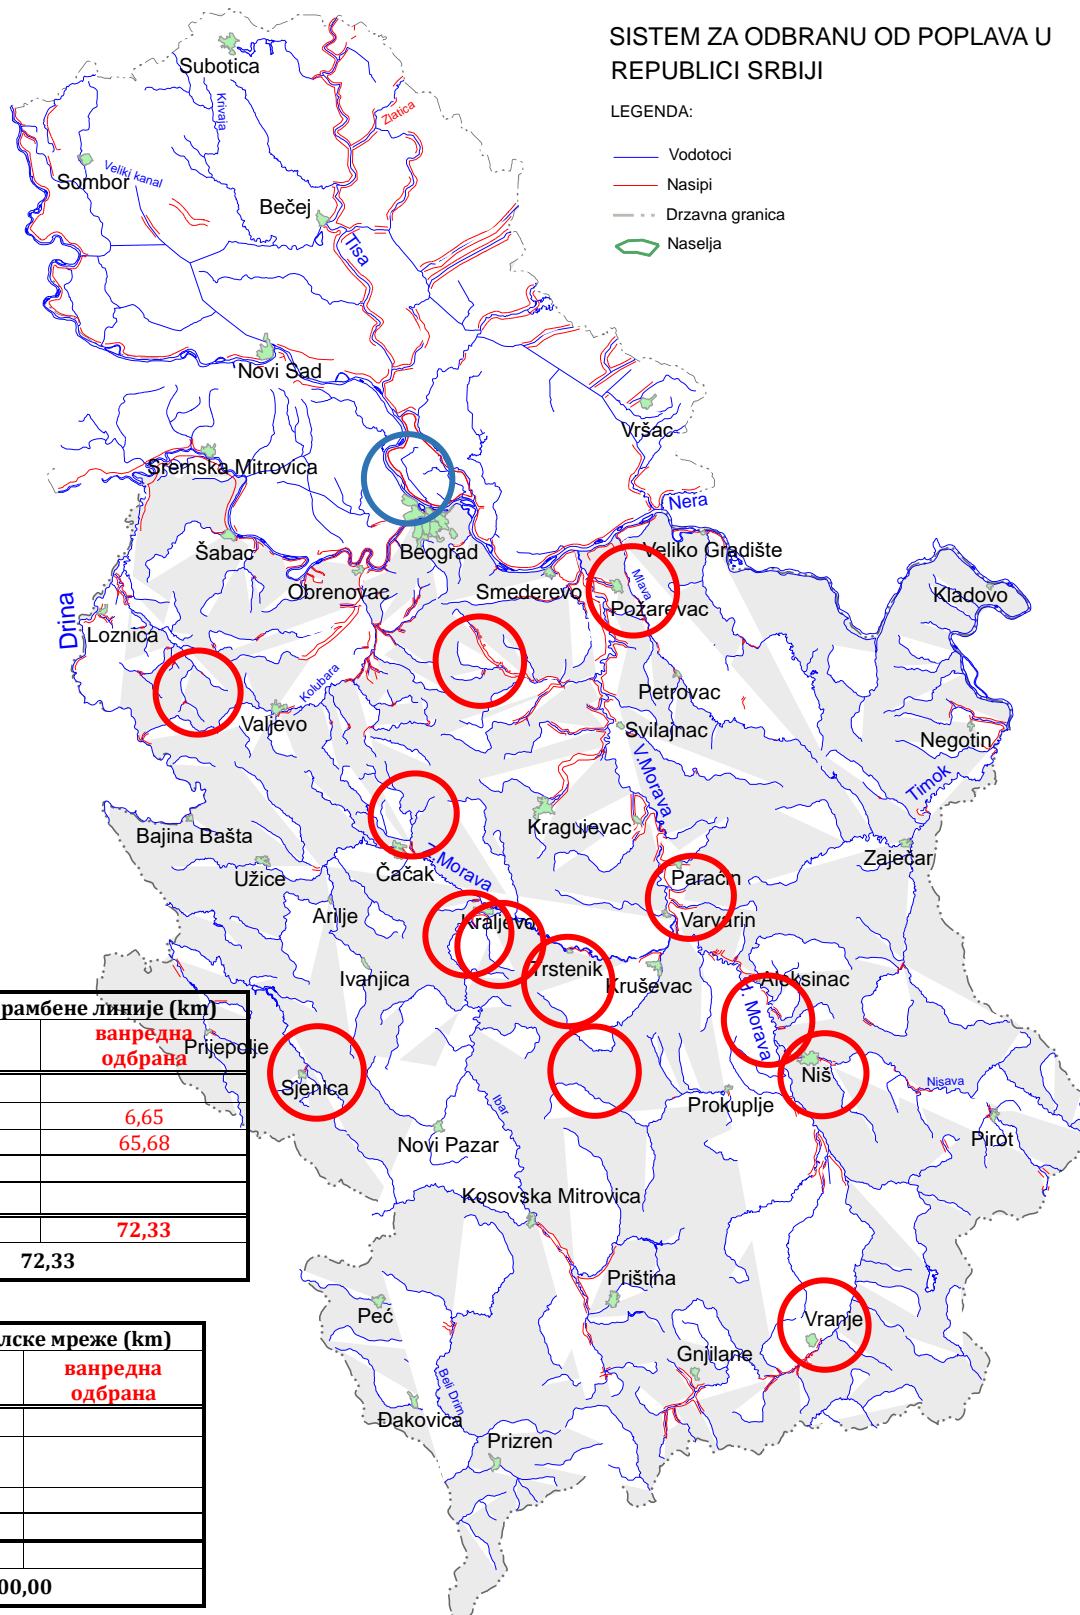 SISTEM ZA ODBRANU OD POPLAVA U
REPUBLICI SRBIJI
LEGENDA:
Vodotoci
Nasipi
Drzavna granica
Naselja
Subotica
Krivaja
Zlatica
Sombor
Veliki kanal
Bečej
Tisa
Novi Sad
Vršac
Sremska Mitrovica
Nera
Šabac
Beograd
Veliko Gradište
Obrenovac
Smederevo
Mlava
Požarevac
Kladovo
Drina
Loznica
Kolubara
Petrovac
Valjevo
Svilajnac
Negotin
V.Morava
Timok
Bajina Bašta
Kragujevac
Zaječar
Užice
Čačak
Z.Morava
Paraćin
Arilje
Kraljevo
Varvarin
Ivanjica
Trstenik
Kruševac
Aleksinac
J. Morava
Prijepolje
Sjenica
Niš
Nisava
Ibar
Prokuplje
Pirot
Novi Pazar
Kosovska Mitrovica
Priština
Peć
Vranje
Gnjilane
Beli Drim
Đakovica
Prizren
рамбене линије (km)
ванредна
одбрана
6,65
65,68
72,33
72,33
лске мреже (km)
ванредна
одбрана
00,00